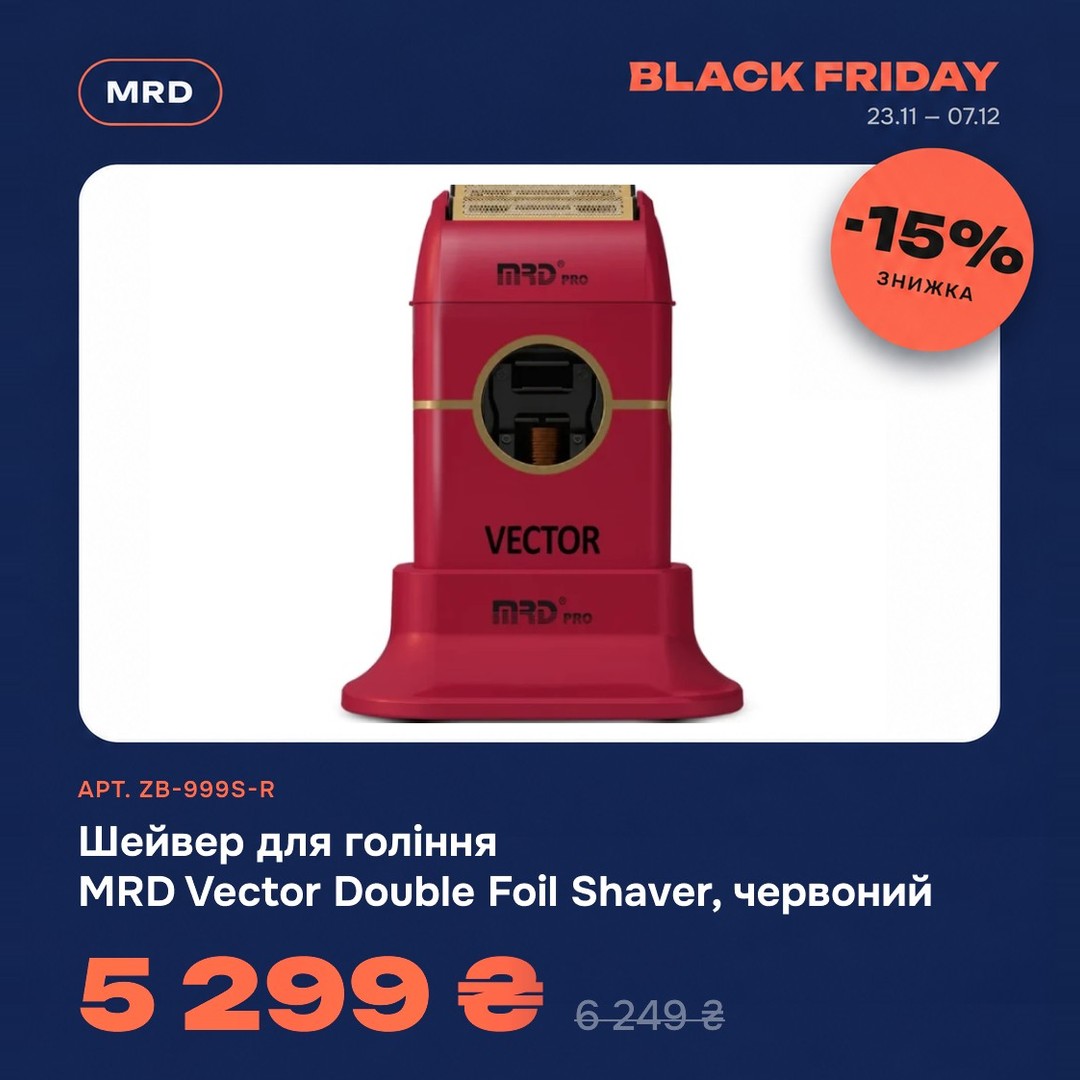 MRD
BLACK FRIDAY
23.11 – 07.12
-15%
ЗНИЖКА
MRD® PRO
VECTOR
MRD® PRO
АРТ. ZB-999S-R
Шейвер для гоління
MRD Vector Double Foil Shaver, червоний
5 299 ₴ 6 249 ₴